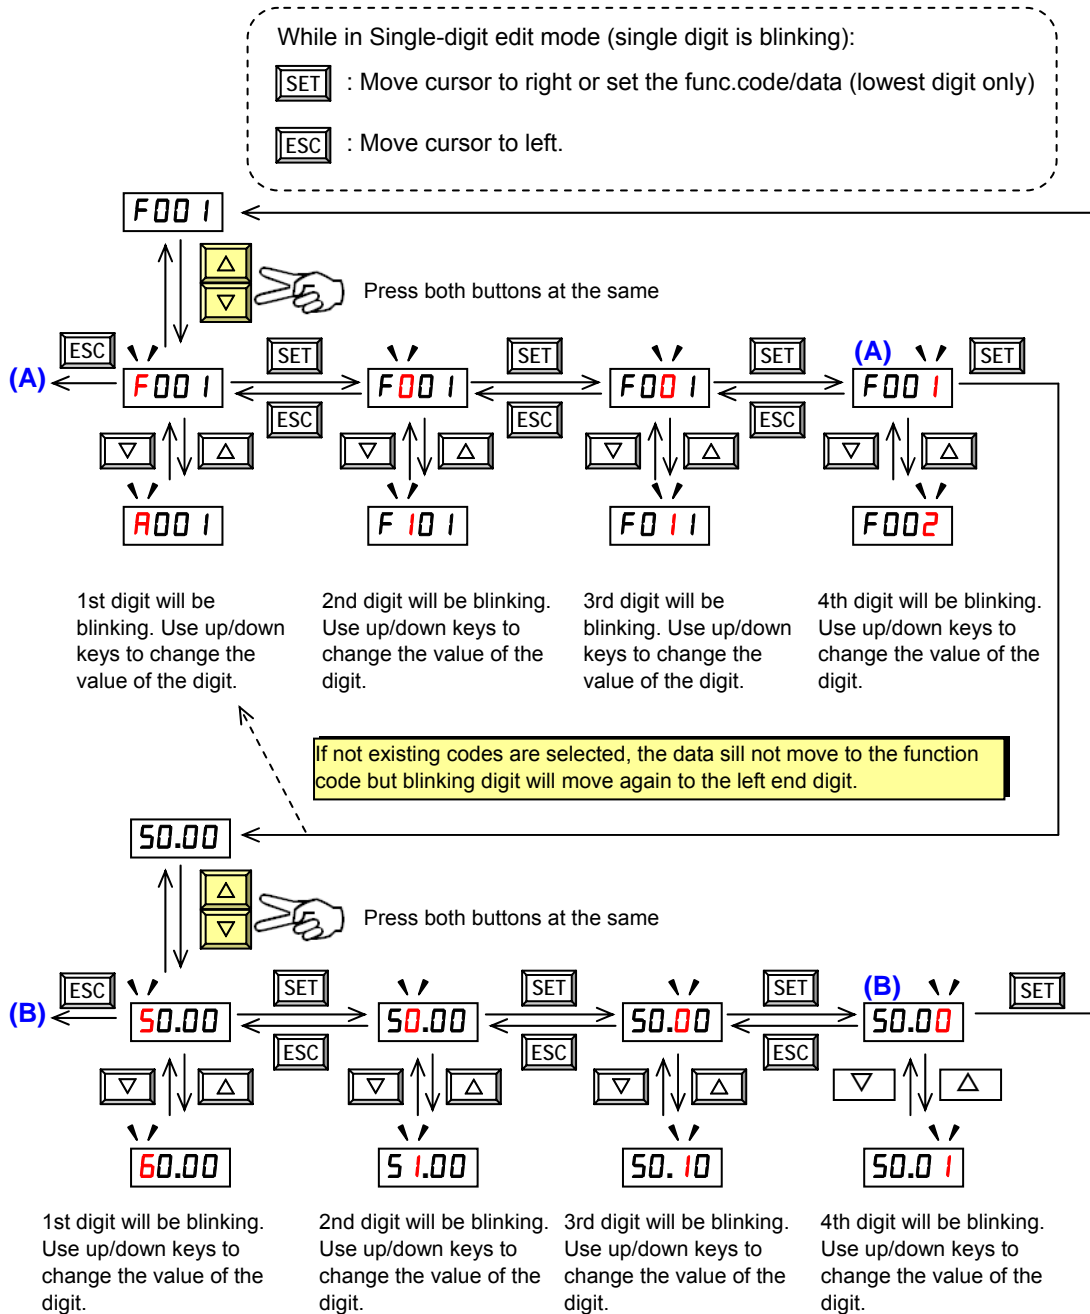 While in Single-digit edit mode (single digit is blinking):
SET : Move cursor to right or set the func.code/data (lowest digit only)
ESC : Move cursor to left.
F001
Press both buttons at the same
ESC SET SET (A) SET SET
(A) F001 F001 F001 F001
ESC ESC ESC
A001 F101 F011 F002
1st digit will be
blinking. Use up/down
keys to change the
value of the digit.
2nd digit will be blinking.
Use up/down keys to
change the value of the
digit.
3rd digit will be
blinking. Use up/down
keys to change the
value of the digit.
4th digit will be blinking.
Use up/down keys to
change the value of the
digit.
If not existing codes are selected, the data sill not move to the function
code but blinking digit will move again to the left end digit.
50.00
Press both buttons at the same
ESC SET SET SET (B) SET
(B) 50.00 50.00 50.00 50.00
ESC ESC ESC
60.00 51.00 50.10 50.01
1st digit will be blinking.
Use up/down keys to
change the value of the
digit.
2nd digit will be blinking.
Use up/down keys to
change the value of the
digit.
3rd digit will be blinking.
Use up/down keys to
change the value of the
digit.
4th digit will be blinking.
Use up/down keys to
change the value of the
digit.